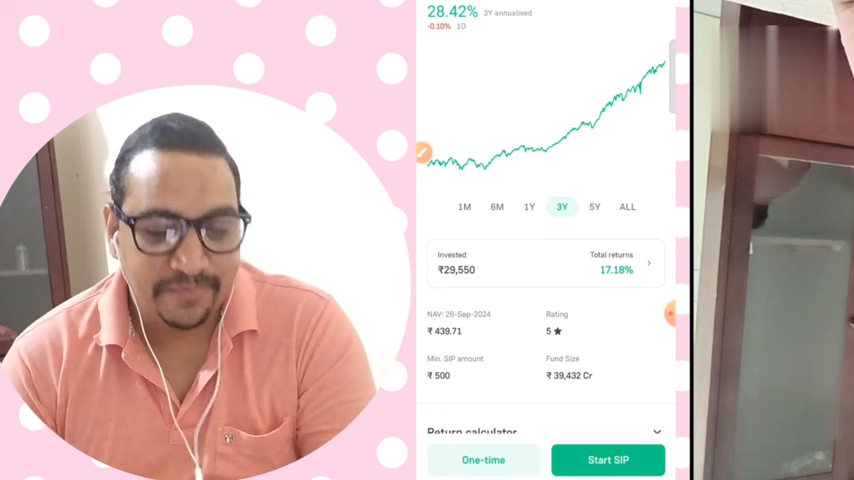 28.42% 3Y annualised
-0.10% 1D
1M 6M 1Y 3Y 5Y ALL
Invested Total returns
₹29,550 17.18%
NAV: 26-Sep-2024 Rating
₹ 439.71 5 ★
Min. SIP amount Fund Size
₹ 500 ₹ 39,432 Cr
Return calculator
One-time Start SIP